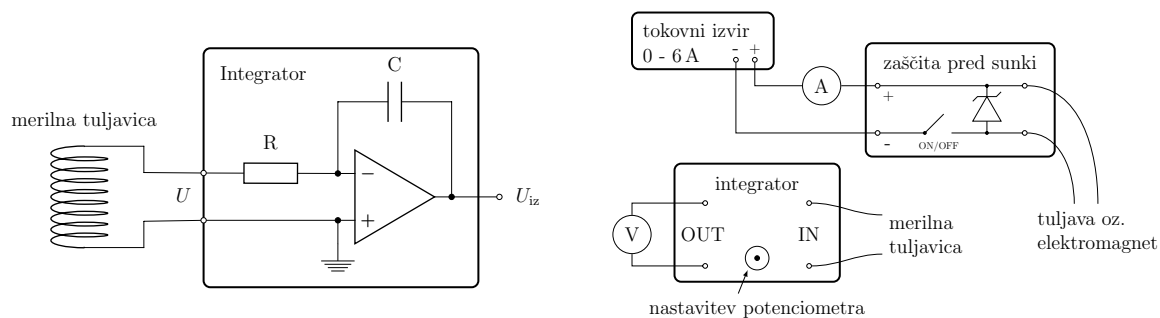 merilna tuljavica
Integrator
C
R
U
−
+
Uiz
tokovni izvir
0 - 6 A
- +
A
zaščita pred sunki
+
-
ON/OFF
tuljava oz.
elektromagnet
integrator
V
OUT
IN
merilna
tuljavica
nastavitev potenciometra